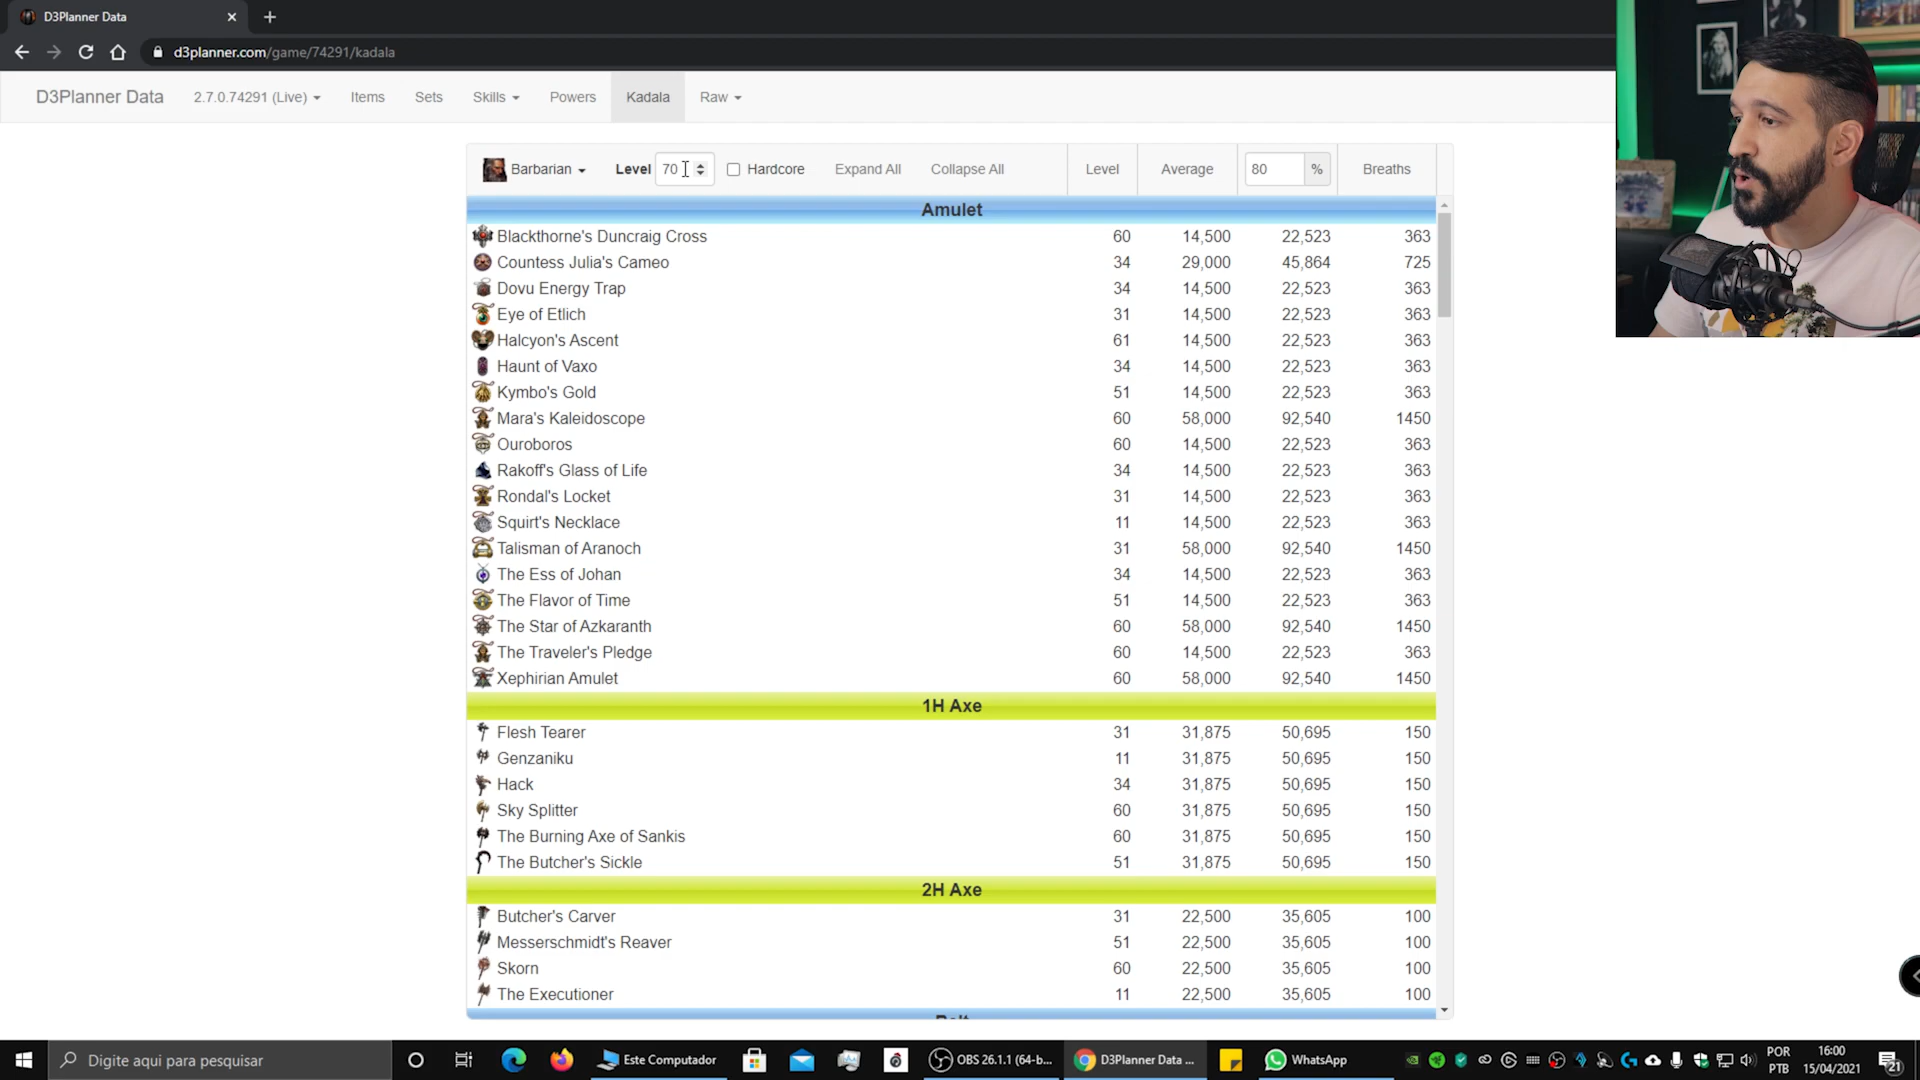 D3Planner Data
d3planner.com/game/74291/kadala
D3Planner Data 2.7.0.74291 (Live) Items Sets Skills Powers Kadala Raw
Barbarian Level 70 Hardcore Expand All Collapse All Level Average 80 % Breaths
Amulet
Blackthorne's Duncraig Cross 60 14,500 22,523 363
Countess Julia's Cameo 34 29,000 45,864 725
Dovu Energy Trap 34 14,500 22,523 363
Eye of Etlich 31 14,500 22,523 363
Halcyon's Ascent 61 14,500 22,523 363
Haunt of Vaxo 34 14,500 22,523 363
Kymbo's Gold 51 14,500 22,523 363
Mara's Kaleidoscope 60 58,000 92,540 1450
Ouroboros 60 14,500 22,523 363
Rakoff's Glass of Life 34 14,500 22,523 363
Rondal's Locket 31 14,500 22,523 363
Squirt's Necklace 11 14,500 22,523 363
Talisman of Aranoch 31 58,000 92,540 1450
The Ess of Johan 34 14,500 22,523 363
The Flavor of Time 51 14,500 22,523 363
The Star of Azkaranth 60 58,000 92,540 1450
The Traveler's Pledge 60 14,500 22,523 363
Xephirian Amulet 60 58,000 92,540 1450
1H Axe
Flesh Tearer 31 31,875 50,695 150
Genzaniku 11 31,875 50,695 150
Hack 34 31,875 50,695 150
Sky Splitter 60 31,875 50,695 150
The Burning Axe of Sankis 60 31,875 50,695 150
The Butcher's Sickle 51 31,875 50,695 150
2H Axe
Butcher's Carver 31 22,500 35,605 100
Messerschmidt's Reaver 51 22,500 35,605 100
Skorn 60 22,500 35,605 100
The Executioner 11 22,500 35,605 100
Digite aqui para pesquisar Este Computador OBS 26.1.1 (64-b... D3Planner Data ... WhatsApp POR 16:00
PTB 15/04/2021 21